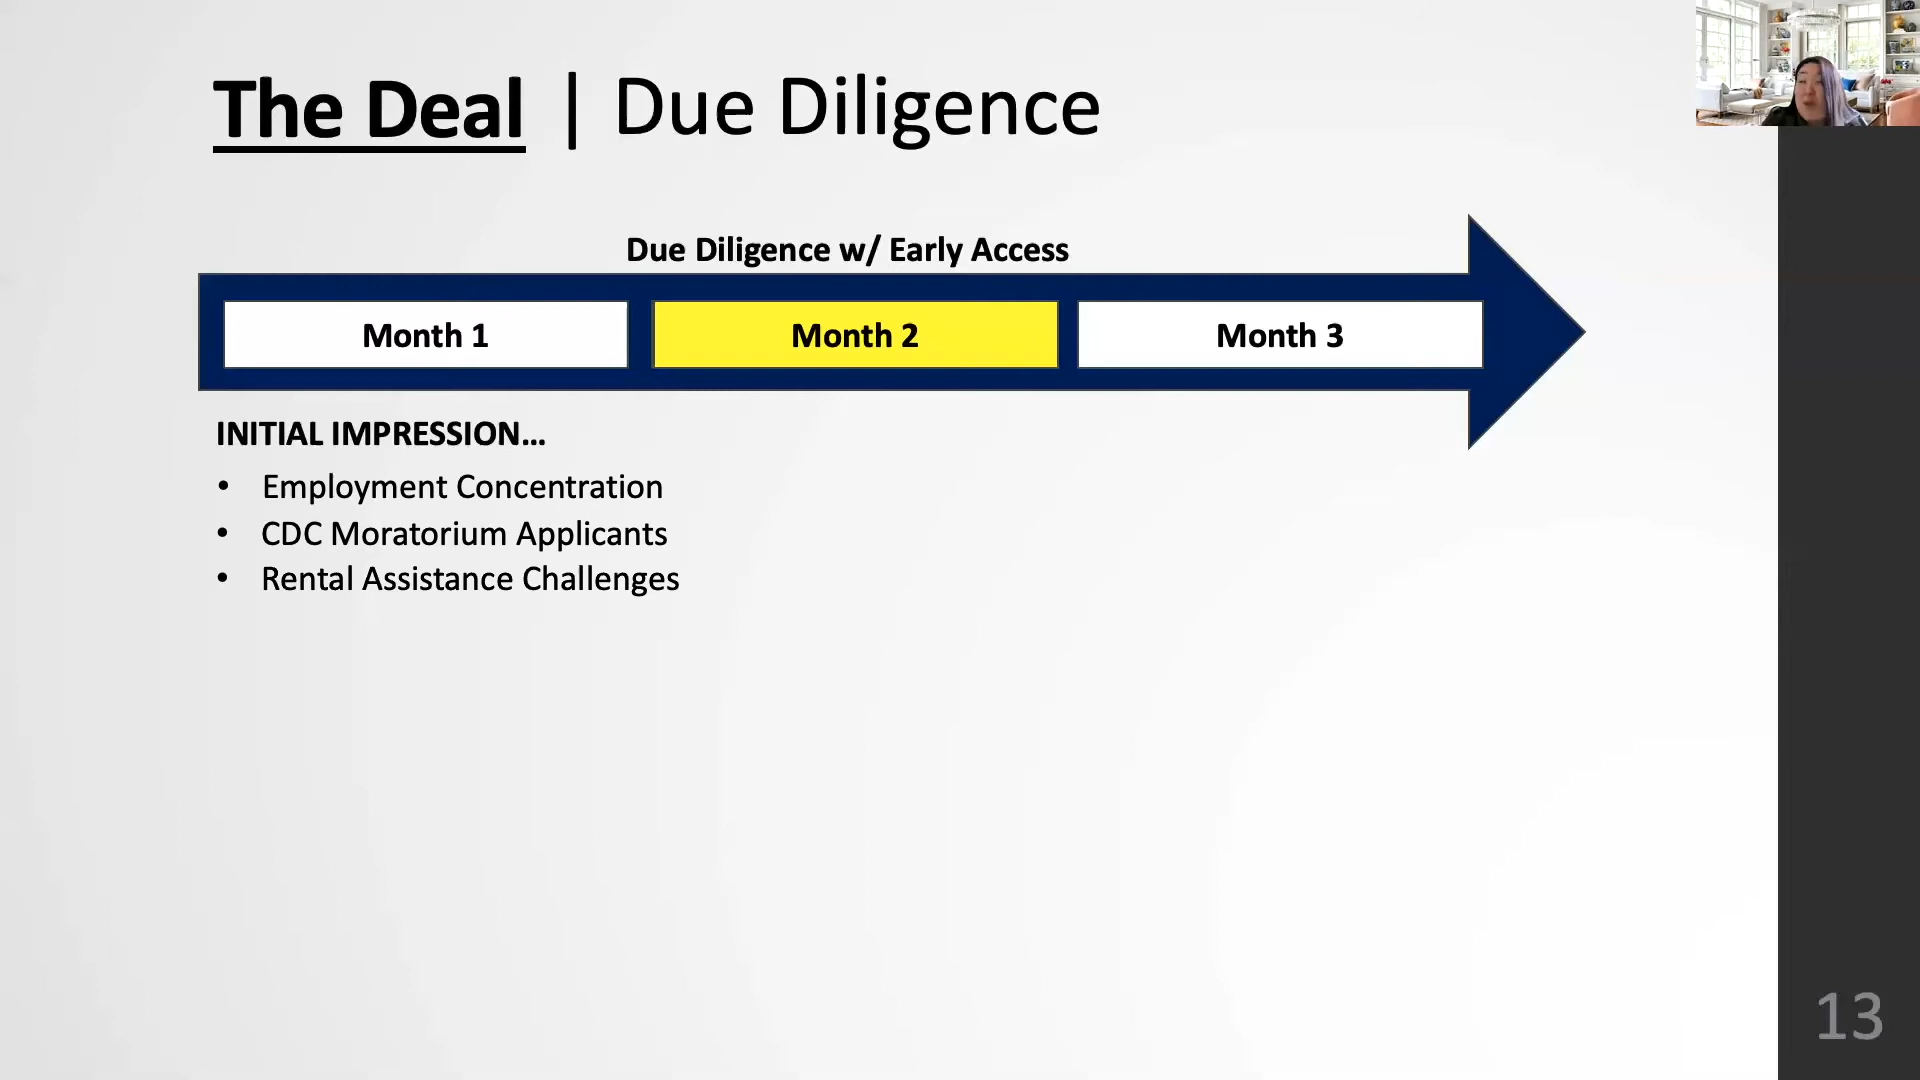 The Deal | Due Diligence
Due Diligence w/ Early Access
Month 1
Month 2
Month 3
INITIAL IMPRESSION…
• Employment Concentration
• CDC Moratorium Applicants
• Rental Assistance Challenges
13